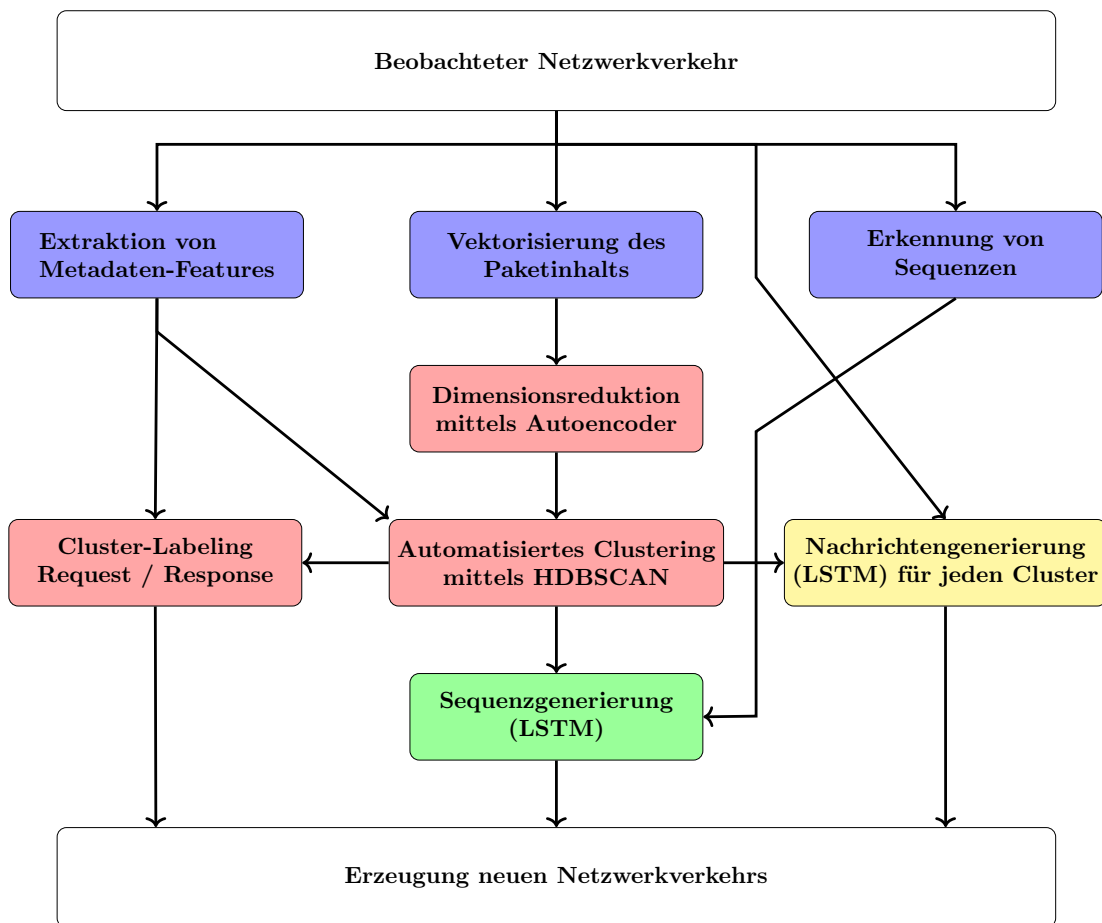 Beobachteter Netzwerkverkehr
Extraktion von
Metadaten-Features
Vektorisierung des
Paketinhalts
Erkennung von
Sequenzen
Dimensionsreduktion
mittels Autoencoder
Cluster-Labeling
Request / Response
Automatisiertes Clustering
mittels HDBSCAN
Nachrichtengenerierung
(LSTM) für jeden Cluster
Sequenzgenerierung
(LSTM)
Erzeugung neuen Netzwerkverkehrs